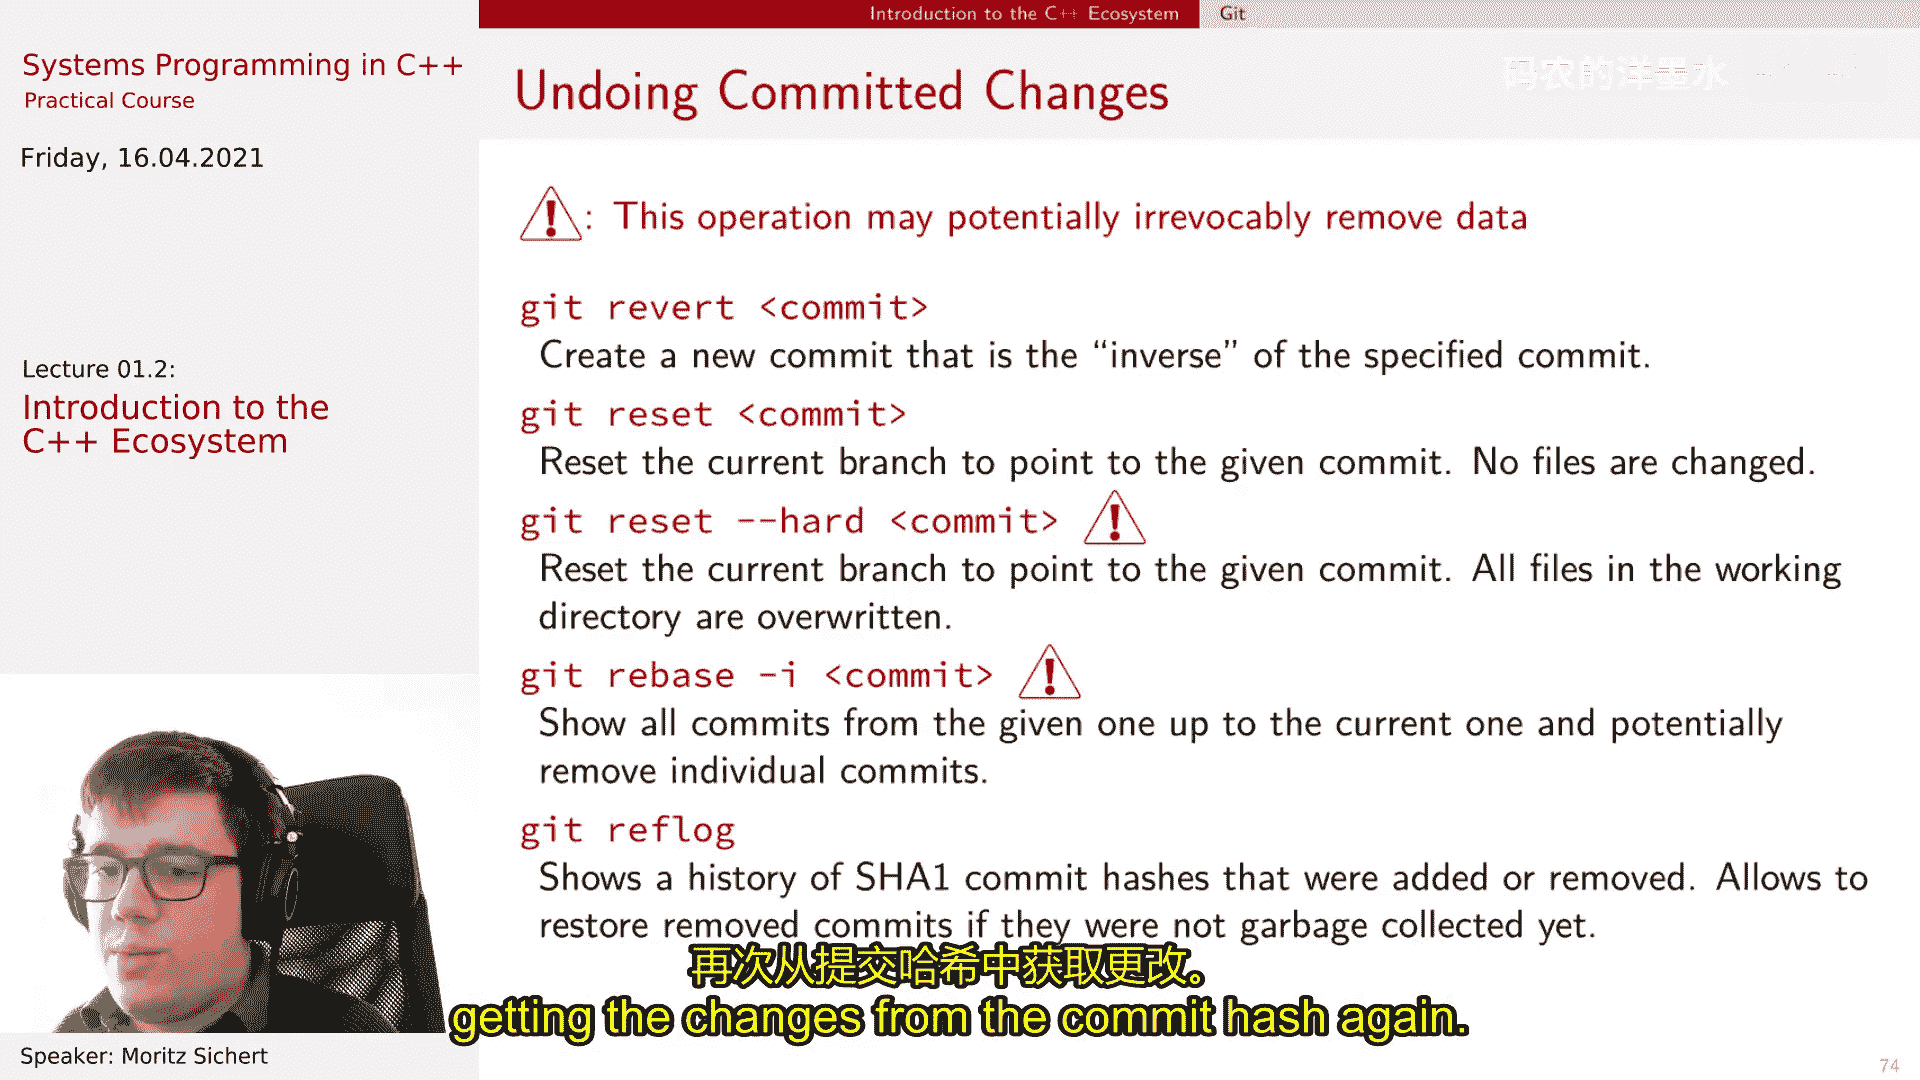 Introduction to the C++ Ecosystem Git
Systems Programming in C++
Practical Course
Friday, 16.04.2021
Lecture 01.2:
Introduction to the
C++ Ecosystem
Speaker: Moritz Sichert
Undoing Committed Changes
码农的洋墨水
: This operation may potentially irrevocably remove data
git revert <commit>
Create a new commit that is the “inverse” of the specified commit.
git reset <commit>
Reset the current branch to point to the given commit. No files are changed.
git reset --hard <commit>
Reset the current branch to point to the given commit. All files in the working
directory are overwritten.
git rebase -i <commit>
Show all commits from the given one up to the current one and potentially
remove individual commits.
git reflog
Shows a history of SHA1 commit hashes that were added or removed. Allows to
restore removed commits if they were not garbage collected yet.
再次从提交哈希中获取更改。
getting the changes from the commit hash again.
74